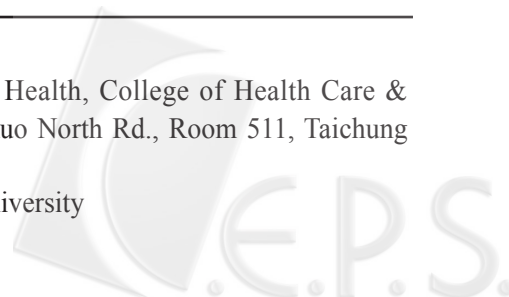 Health, College of Health Care &
uo North Rd., Room 511, Taichung
iversity
C.E.P.S.